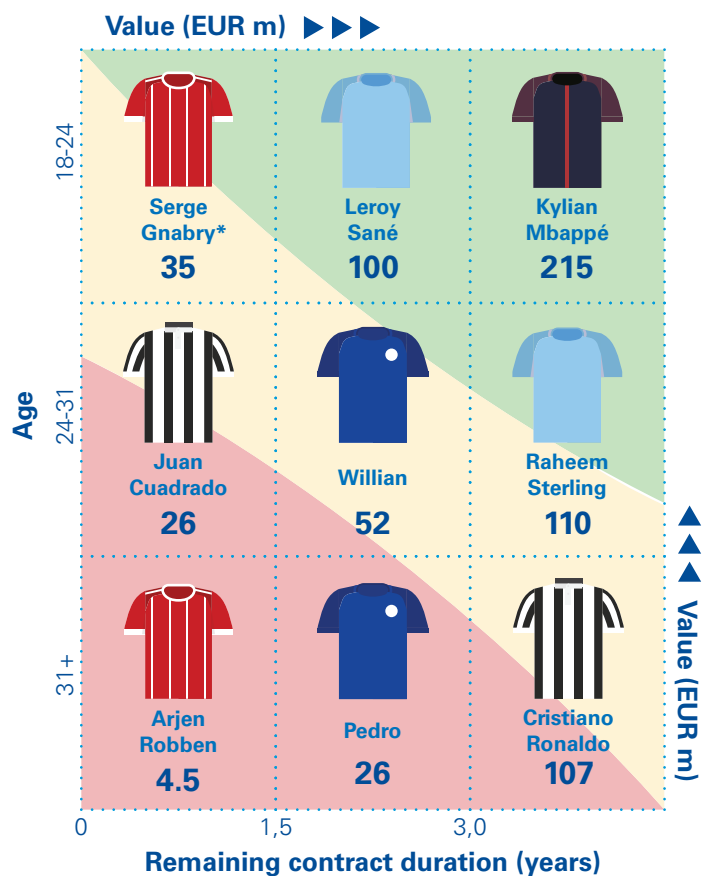 Value (EUR m)
18-24
Serge
Gnabry*
35
Leroy
Sané
100
Kylian
Mbappé
215
Age
24-31
Juan
Cuadrado
26
Willian
52
Raheem
Sterling
110
Value (EUR m)
31+
Arjen
Robben
4.5
Pedro
26
Cristiano
Ronaldo
107
0
1,5
3,0
Remaining contract duration (years)